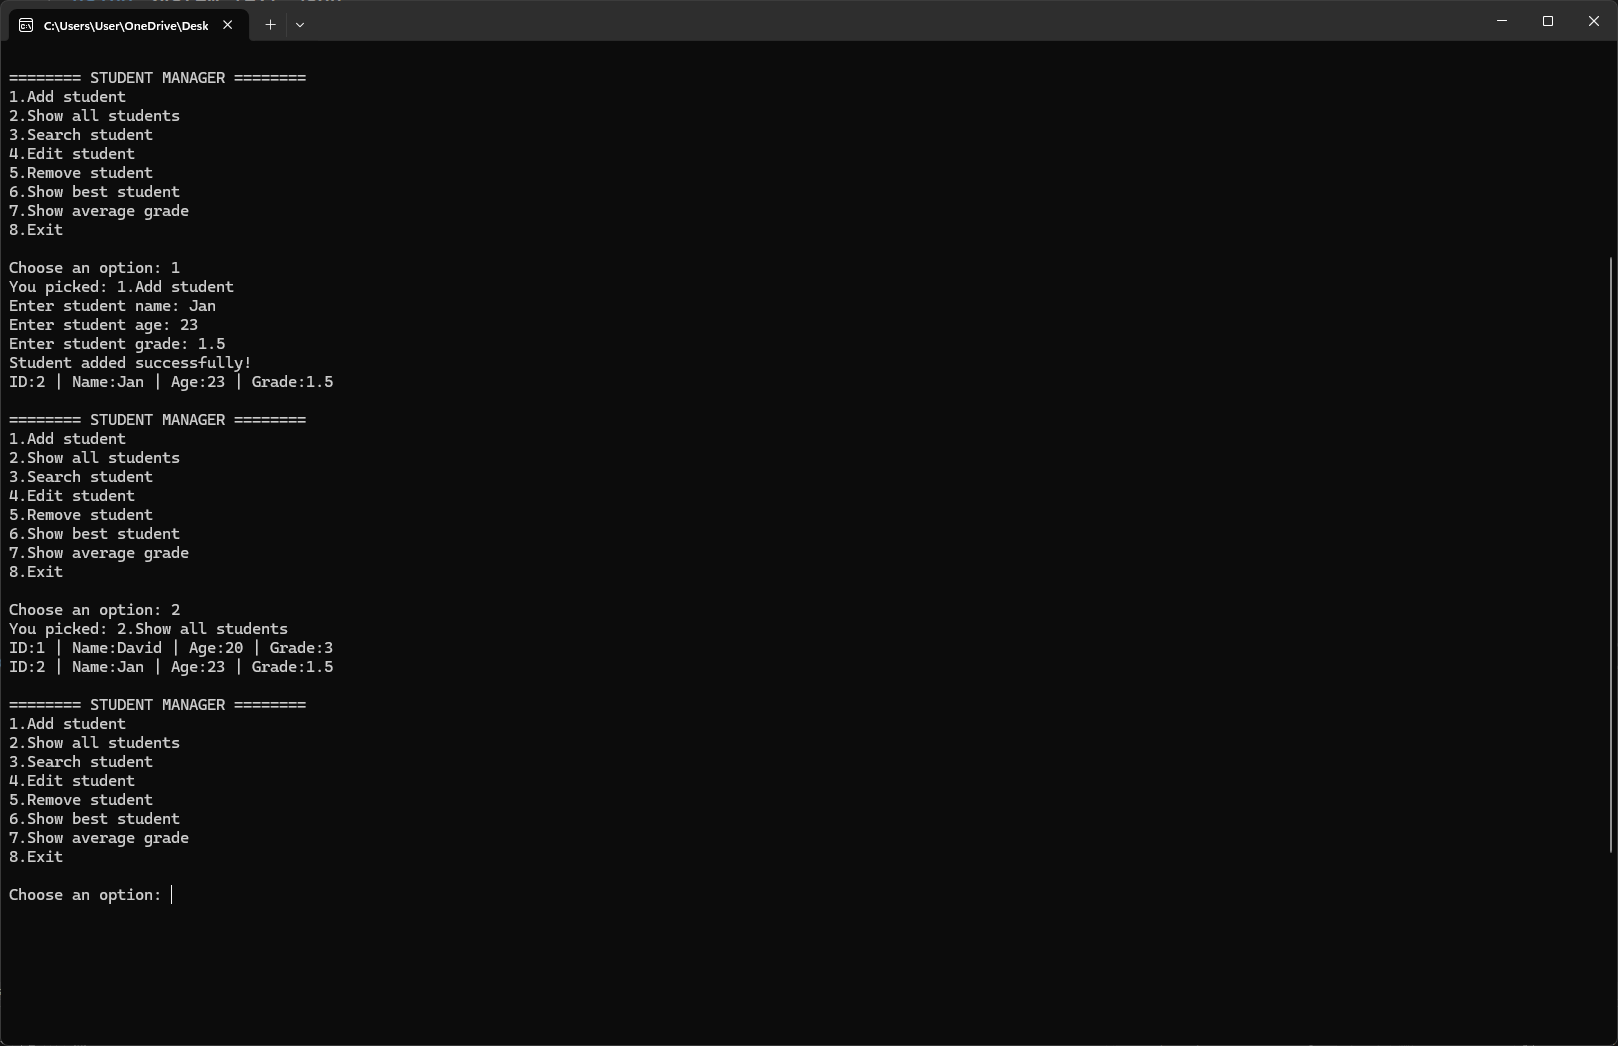 C:\Users\User\OneDrive\Desk
======== STUDENT MANAGER ========
1.Add student
2.Show all students
3.Search student
4.Edit student
5.Remove student
6.Show best student
7.Show average grade
8.Exit
Choose an option: 1
You picked: 1.Add student
Enter student name: Jan
Enter student age: 23
Enter student grade: 1.5
Student added successfully!
ID:2 | Name:Jan | Age:23 | Grade:1.5
======== STUDENT MANAGER ========
1.Add student
2.Show all students
3.Search student
4.Edit student
5.Remove student
6.Show best student
7.Show average grade
8.Exit
Choose an option: 2
You picked: 2.Show all students
ID:1 | Name:David | Age:20 | Grade:3
ID:2 | Name:Jan | Age:23 | Grade:1.5
======== STUDENT MANAGER ========
1.Add student
2.Show all students
3.Search student
4.Edit student
5.Remove student
6.Show best student
7.Show average grade
8.Exit
Choose an option: